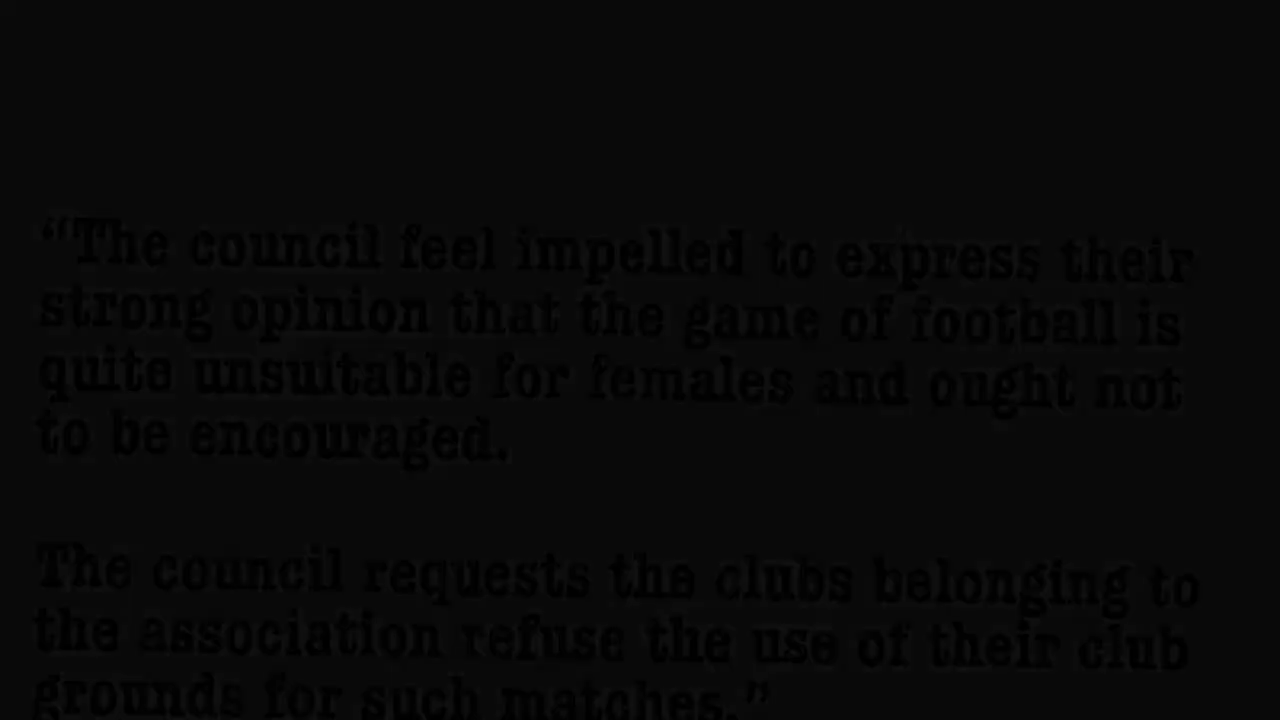 “The council feel impelled to express their
strong opinion that the game of football is
quite unsuitable for females and ought not
to be encouraged.
The council requests the clubs belonging to
the association refuse the use of their club
grounds for such matches.”